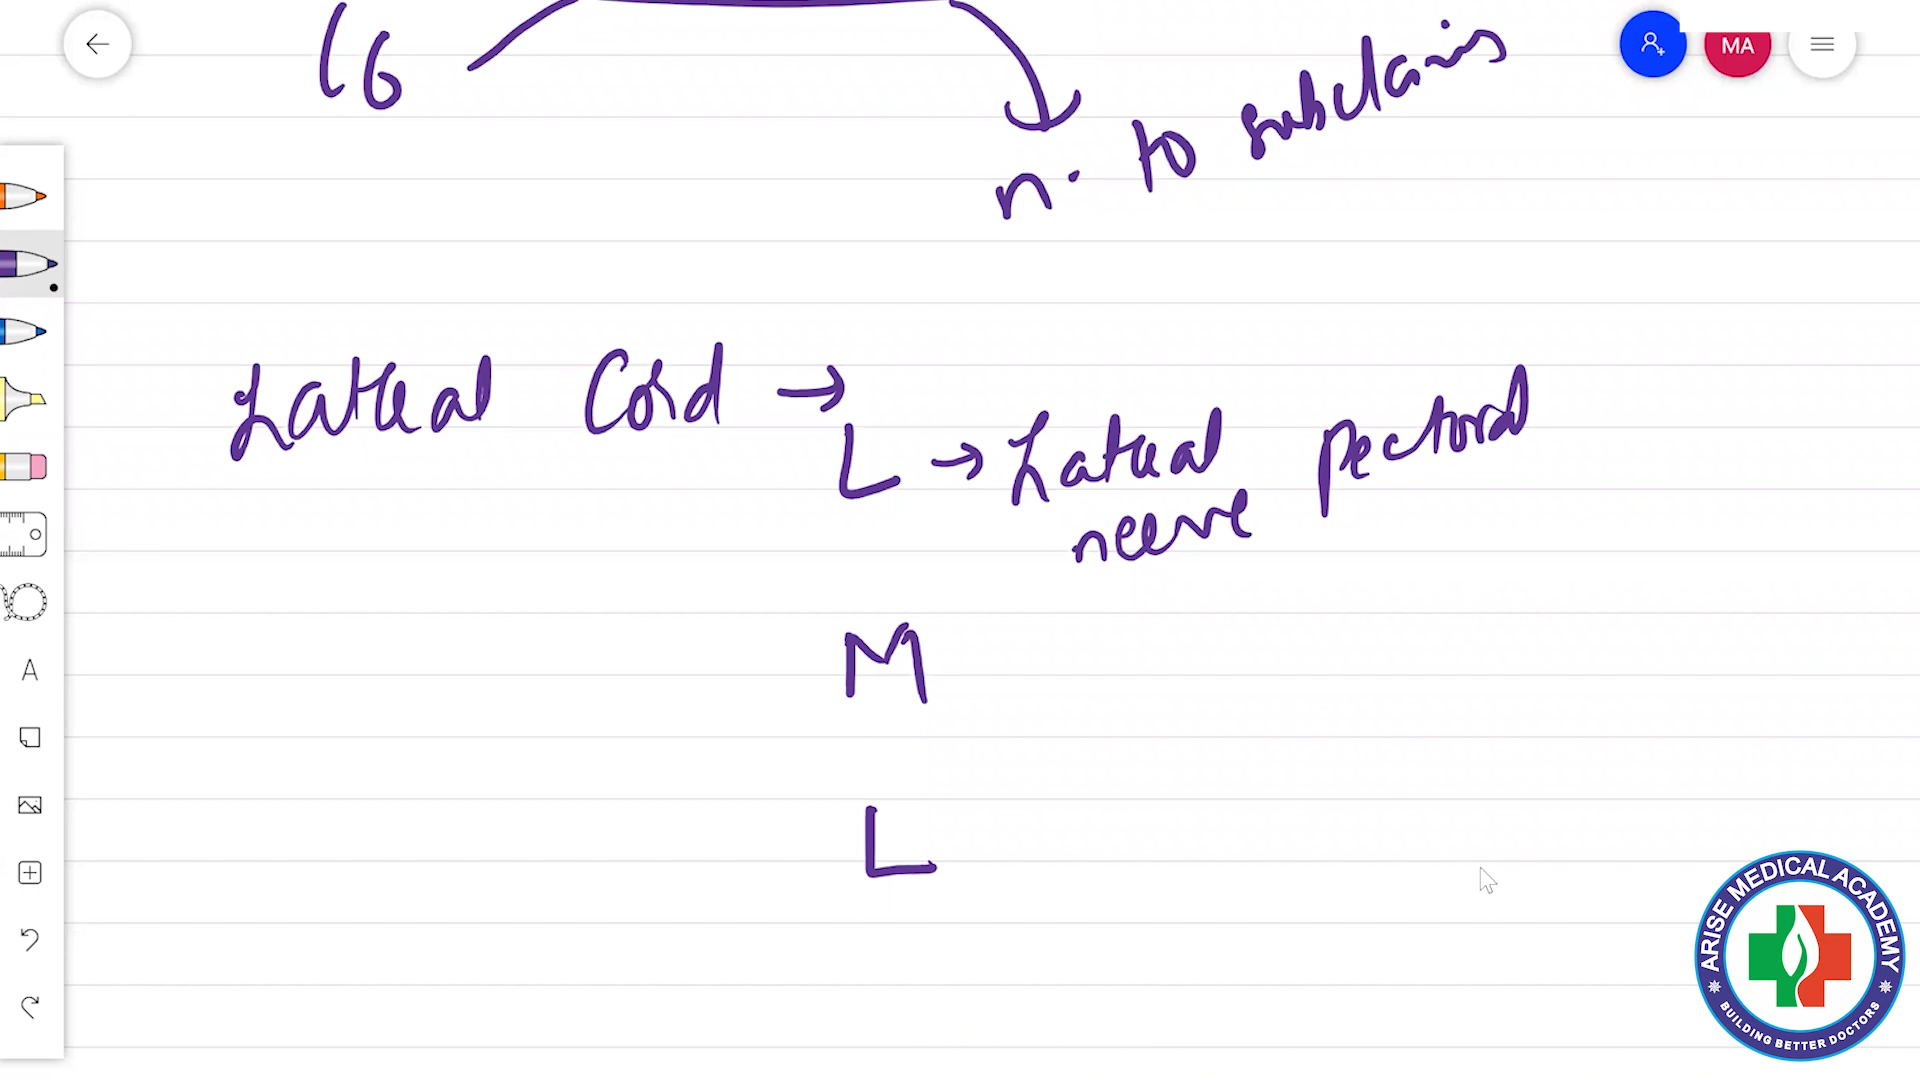 C6
MA
n. to subclavius
Lateral Cord →
L → Lateral pectoral
nerve
M
A
L
ARISE MEDICAL ACADEMY
BUILDING BETTER DOCTORS